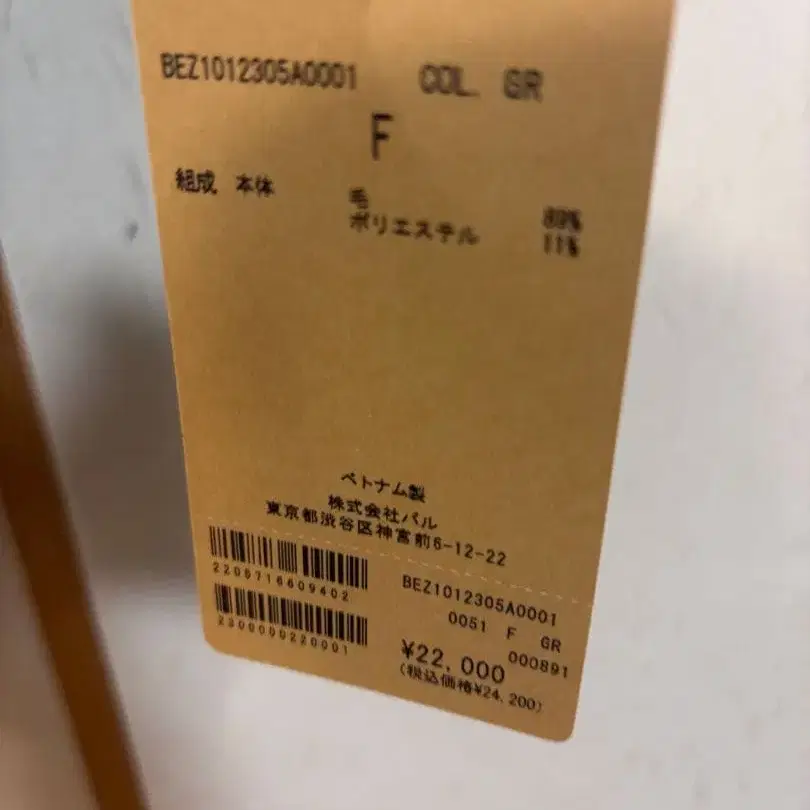 BEZ1012305A0001 COL. GR
F
組成 本体 毛 89%
ポリエステル 11%
ベトナム製
株式会社パル
東京都渋谷区神宮前6-12-22
2206716609402
2300000220001
BEZ1012305A0001
0051 F GR
000891
¥22,000
(税込価格¥24,200)